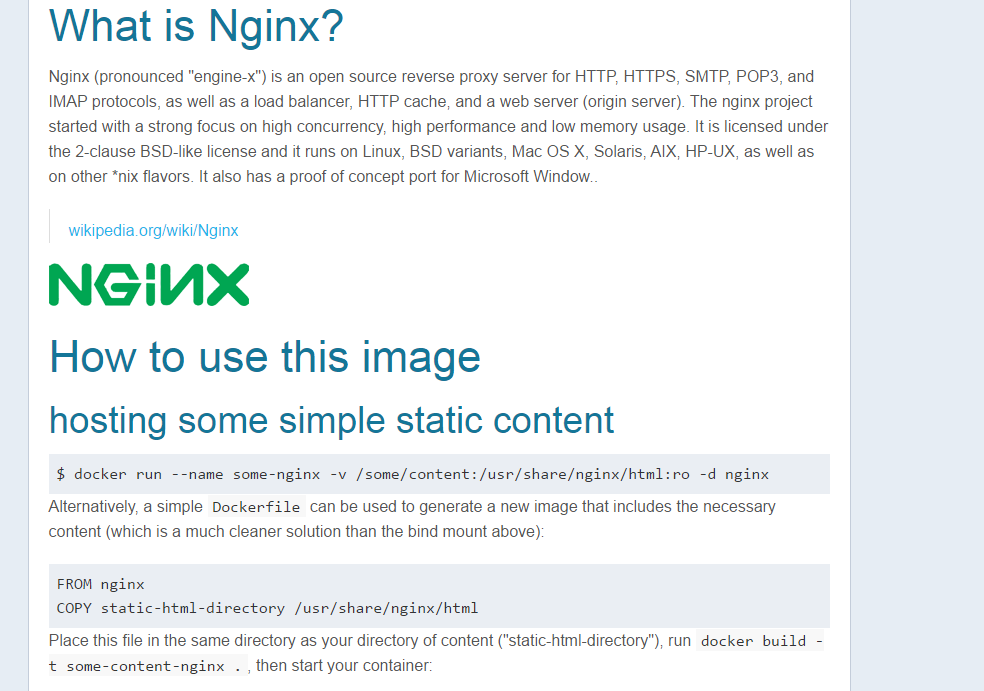 What is Nginx?
Nginx (pronounced "engine-x") is an open source reverse proxy server for HTTP, HTTPS, SMTP, POP3, and
IMAP protocols, as well as a load balancer, HTTP cache, and a web server (origin server). The nginx project
started with a strong focus on high concurrency, high performance and low memory usage. It is licensed under
the 2-clause BSD-like license and it runs on Linux, BSD variants, Mac OS X, Solaris, AIX, HP-UX, as well as
on other *nix flavors. It also has a proof of concept port for Microsoft Window..
wikipedia.org/wiki/Nginx
NGiNX
How to use this image
hosting some simple static content
$ docker run --name some-nginx -v /some/content:/usr/share/nginx/html:ro -d nginx
Alternatively, a simple Dockerfile can be used to generate a new image that includes the necessary
content (which is a much cleaner solution than the bind mount above):
FROM nginx
COPY static-html-directory /usr/share/nginx/html
Place this file in the same directory as your directory of content ("static-html-directory"), run docker build -
t some-content-nginx . , then start your container: